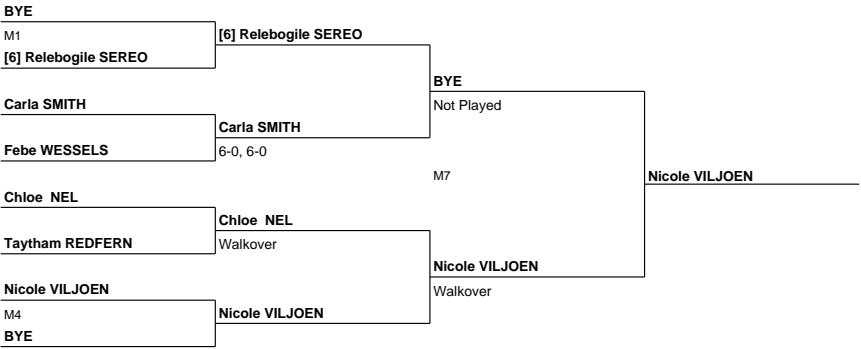 BYE
M1
[6] Relebogile SEREO
[6] Relebogile SEREO
BYE
Not Played
Carla SMITH
Carla SMITH
6-0, 6-0
Febe WESSELS
M7
Nicole VILJOEN
Chloe  NEL
Chloe  NEL
Walkover
Taytham REDFERN
Nicole VILJOEN
Walkover
Nicole VILJOEN
M4
Nicole VILJOEN
BYE